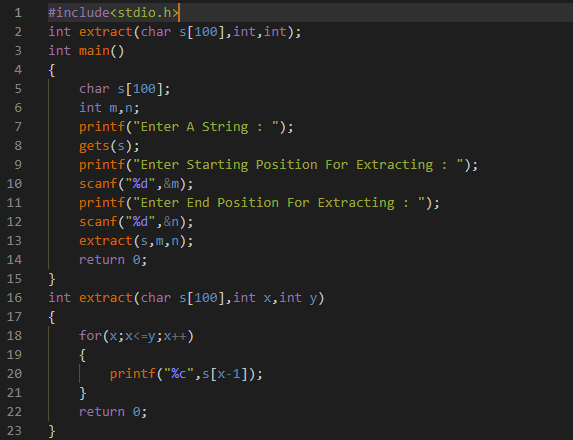 1 #include<stdio.h>
2 int extract(char s[100],int,int);
3 int main()
4 {
5     char s[100];
6     int m,n;
7     printf("Enter A String : ");
8     gets(s);
9     printf("Enter Starting Position For Extracting : ");
10     scanf("%d",&m);
11     printf("Enter End Position For Extracting : ");
12     scanf("%d",&n);
13     extract(s,m,n);
14     return 0;
15 }
16 int extract(char s[100],int x,int y)
17 {
18     for(x;x<=y;x++)
19     {
20         printf("%c",s[x-1]);
21     }
22     return 0;
23 }